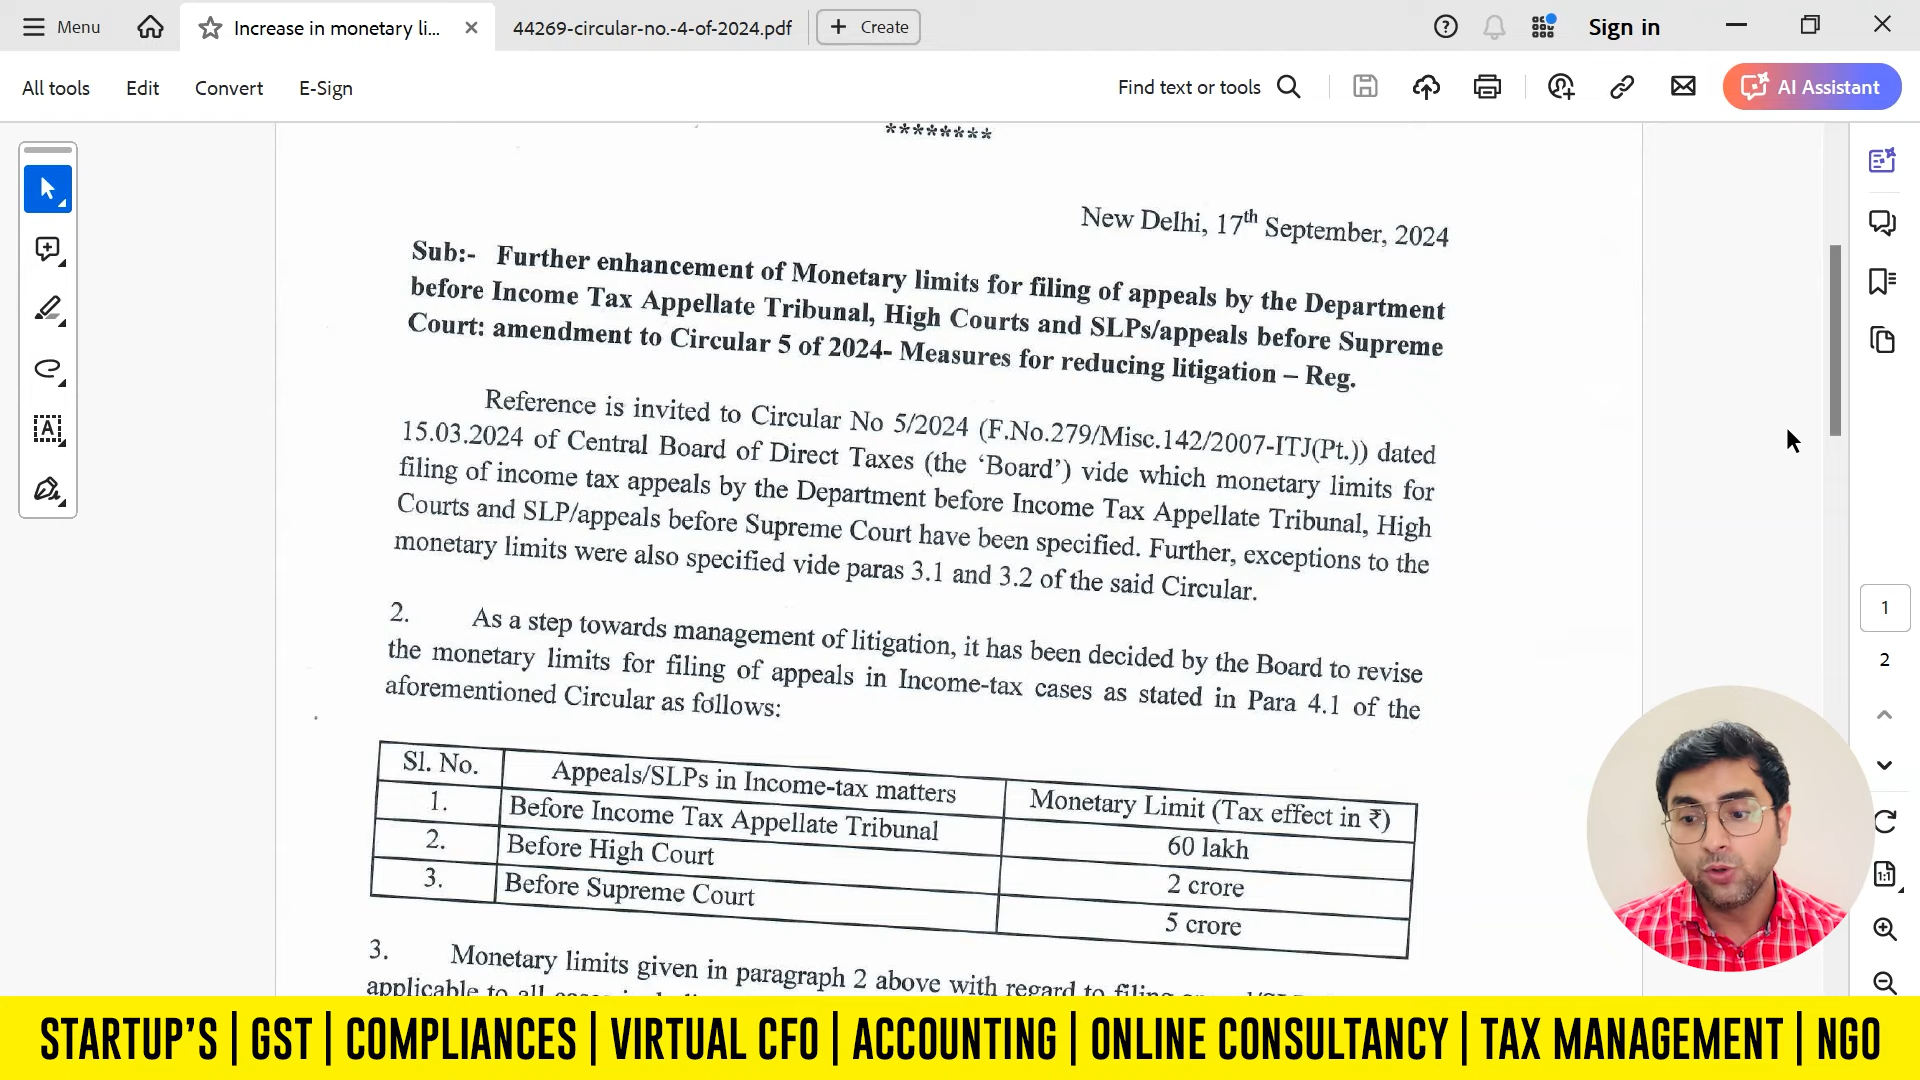 Menu
Increase in monetary li...
44269-circular-no.-4-of-2024.pdf
Create
Sign in
All tools
Edit
Convert
E-Sign
Find text or tools
AI Assistant
********
New Delhi, 17th September, 2024
Sub:- Further enhancement of Monetary limits for filing of appeals by the Department
before Income Tax Appellate Tribunal, High Courts and SLPs/appeals before Supreme
Court: amendment to Circular 5 of 2024- Measures for reducing litigation – Reg.
Reference is invited to Circular No 5/2024 (F.No.279/Misc.142/2007-ITJ(Pt.)) dated
15.03.2024 of Central Board of Direct Taxes (the ‘Board’) vide which monetary limits for
filing of income tax appeals by the Department before Income Tax Appellate Tribunal, High
Courts and SLP/appeals before Supreme Court have been specified. Further, exceptions to the
monetary limits were also specified vide paras 3.1 and 3.2 of the said Circular.
2. As a step towards management of litigation, it has been decided by the Board to revise
the monetary limits for filing of appeals in Income-tax cases as stated in Para 4.1 of the
aforementioned Circular as follows:
Sl. No. Appeals/SLPs in Income-tax matters Monetary Limit (Tax effect in ₹)
1. Before Income Tax Appellate Tribunal 60 lakh
2. Before High Court 2 crore
3. Before Supreme Court 5 crore
3. Monetary limits given in paragraph 2 above with regard to filing
applicable to all cases
1
2
STARTUP’S | GST | COMPLIANCES | VIRTUAL CFO | ACCOUNTING | ONLINE CONSULTANCY | TAX MANAGEMENT | NGO